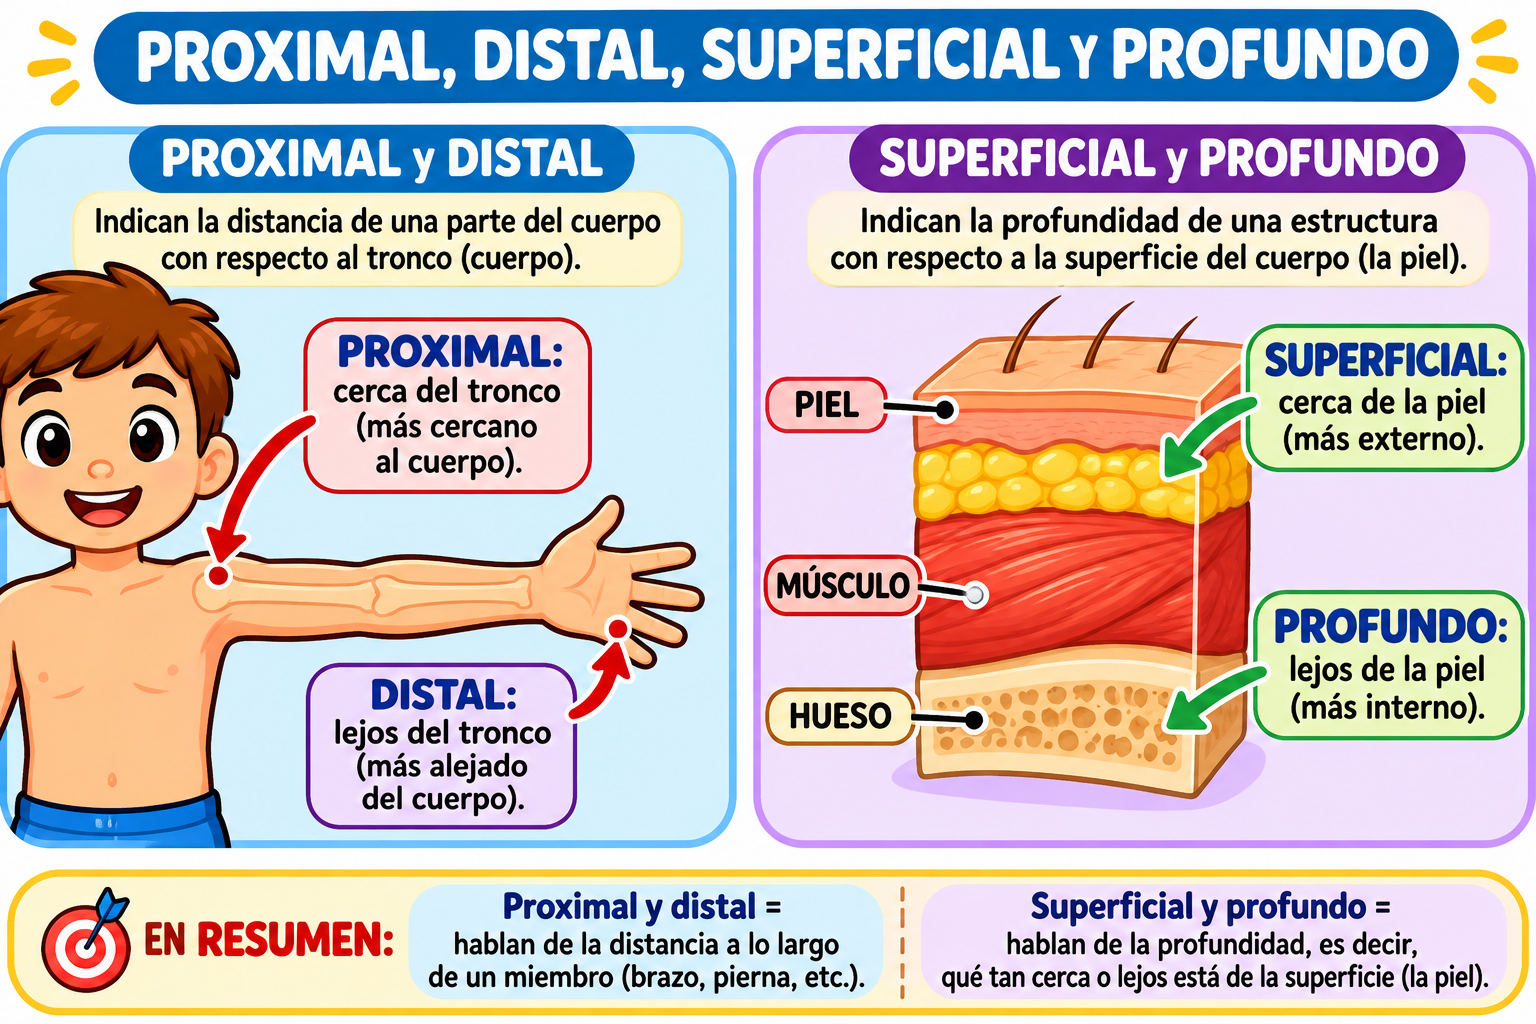 PROXIMAL, DISTAL, SUPERFICIAL Y PROFUNDO
PROXIMAL y DISTAL
Indican la distancia de una parte del cuerpo
con respecto al tronco (cuerpo).
PROXIMAL:
cerca del tronco
(más cercano
al cuerpo).
DISTAL:
lejos del tronco
(más alejado
del cuerpo).
SUPERFICIAL y PROFUNDO
Indican la profundidad de una estructura
con respecto a la superficie del cuerpo (la piel).
PIEL
MÚSCULO
HUESO
SUPERFICIAL:
cerca de la piel
(más externo).
PROFUNDO:
lejos de la piel
(más interno).
EN RESUMEN:
Proximal y distal =
hablan de la distancia a lo largo
de un miembro (brazo, pierna, etc.).
Superficial y profundo =
hablan de la profundidad, es decir,
qué tan cerca o lejos está de la superficie (la piel).